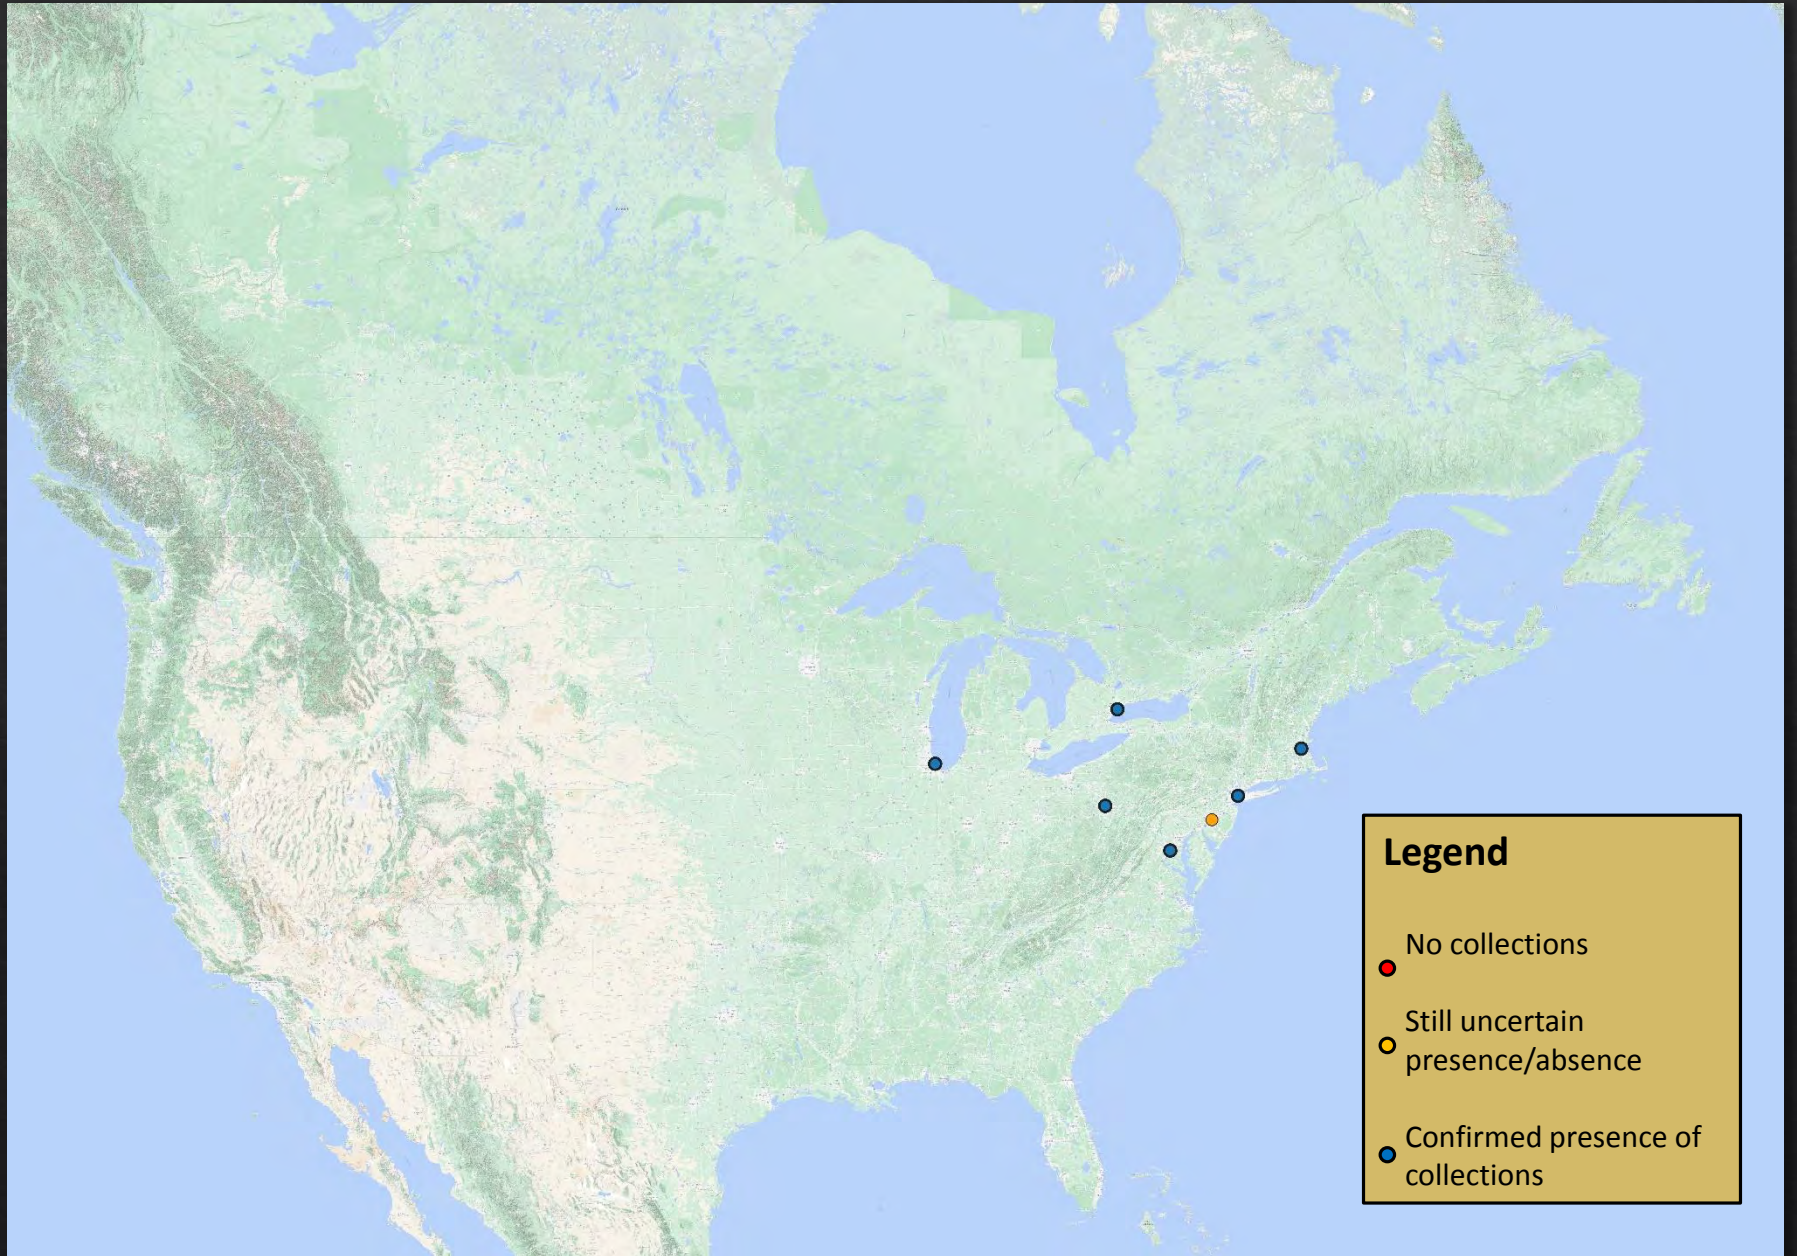 Legend
No collections
Still uncertain
presence/absence
Confirmed presence of
collections